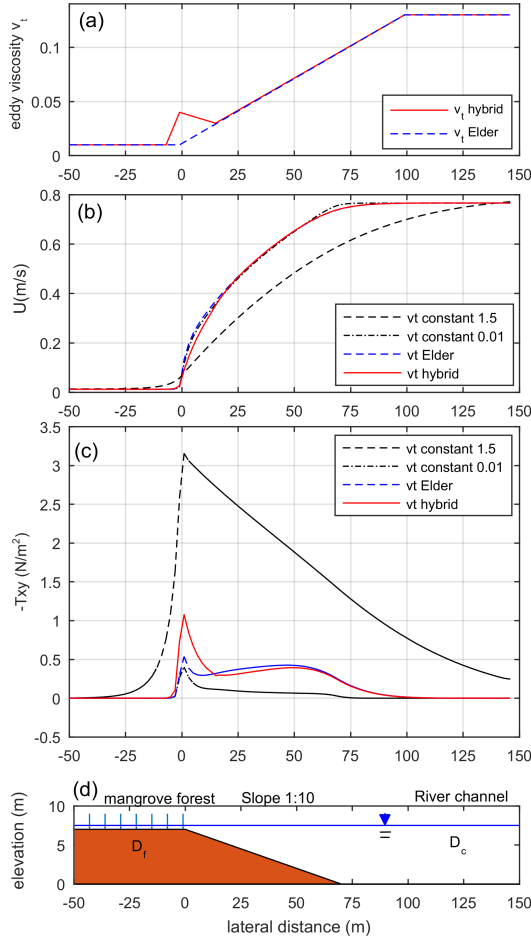 (a)
eddy viscosity v_t
0.1
0.05
0
v_t hybrid
v_t Elder
-50 -25 0 25 50 75 100 125 150
(b)
U(m/s)
0.8
0.6
0.4
0.2
0
vt constant 1.5
vt constant 0.01
vt Elder
vt hybrid
-50 -25 0 25 50 75 100 125 150
(c)
-Txy (N/m²)
3.5
3
2.5
2
1.5
1
0.5
0
-0.5
vt constant 1.5
vt constant 0.01
vt Elder
vt hybrid
-50 -25 0 25 50 75 100 125 150
(d)
elevation (m)
10
5
0
mangrove forest Slope 1:10 River channel
D_f D_c
-50 -25 0 25 50 75 100 125 150
lateral distance (m)